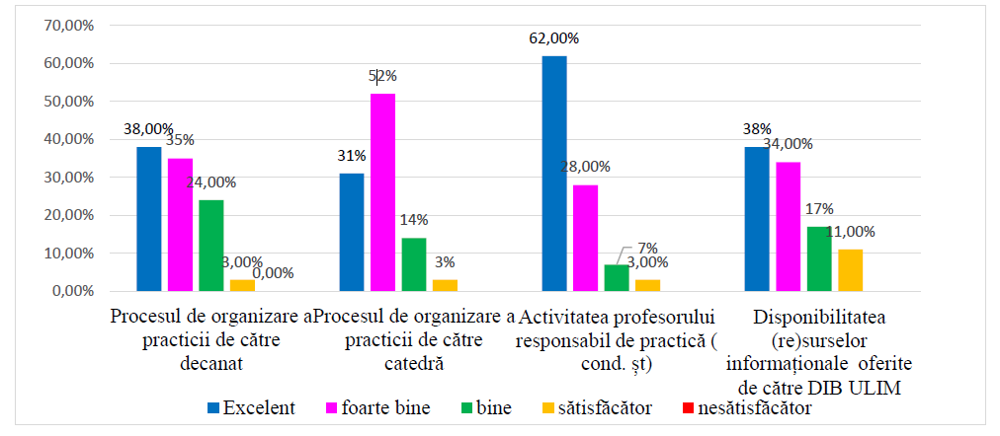 70,00%
60,00%
50,00%
40,00%
30,00%
20,00%
10,00%
0,00%
38,00%
35%
24,00%
3,00%
0,00%
31%
52%
14%
3%
62,00%
28,00%
7%
3,00%
38%
34,00%
17%
11,00%
Procesul de organizare a
practicii de către
decanat
Procesul de organizare a
practicii de către
catedră
Activitatea profesorului
responsabil de practică (
cond. șt)
Disponibilitatea
(re)surselor
informaționale oferite
de către DIB ULIM
Excelent
foarte bine
bine
sătisfăcător
nesătisfăcător